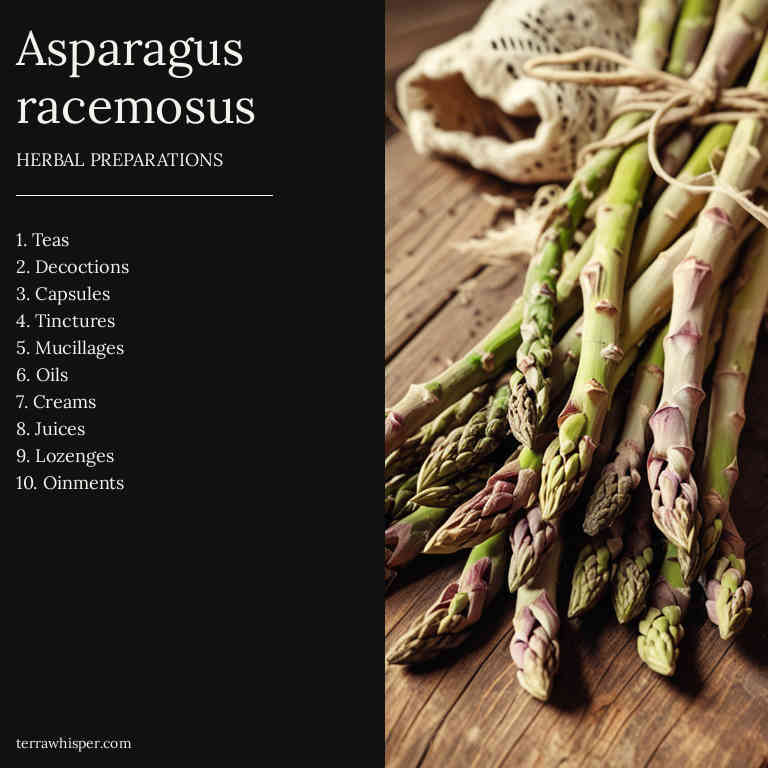 Asparagus
racemosus
HERBAL PREPARATIONS
1. Teas
2. Decoctions
3. Capsules
4. Tinctures
5. Mucillages
6. Oils
7. Creams
8. Juices
9. Lozenges
10. Oinments
terrawhisper.com